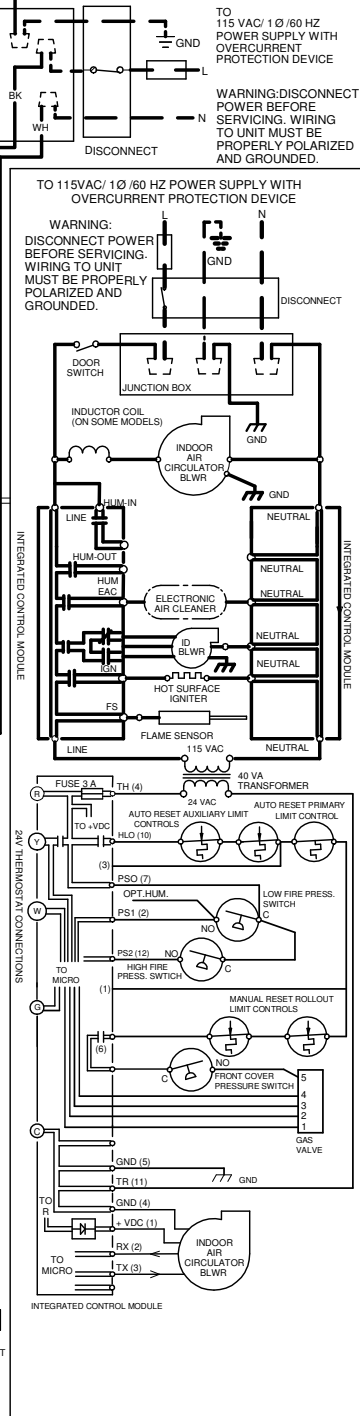 TO
115 VAC/ 1Ø /60 HZ
POWER SUPPLY WITH
OVERCURRENT
PROTECTION DEVICE
GND
L
BK
N
WH
DISCONNECT
WARNING:DISCONNECT
POWER BEFORE
SERVICING. WIRING
TO UNIT MUST BE
PROPERLY POLARIZED
AND GROUNDED.
TO 115VAC/ 1Ø /60 HZ POWER SUPPLY WITH
OVERCURRENT PROTECTION DEVICE
WARNING:
DISCONNECT POWER
BEFORE SERVICING.
WIRING TO UNIT
MUST BE PROPERLY
POLARIZED AND
GROUNDED.
L
N
GND
DISCONNECT
DOOR
SWITCH
JUNCTION BOX
INDUCTOR COIL
(ON SOME MODELS)
GND
INDOOR
AIR
CIRCULATOR
BLWR
GND
HUM-IN
LINE
NEUTRAL
HUM-OUT
NEUTRAL
HUM
EAC
ELECTRONIC
AIR CLEANER
NEUTRAL
INTEGRATED CONTROL MODULE
INTEGRATED CONTROL MODULE
ID
BLWR
NEUTRAL
IGN
NEUTRAL
HOT SURFACE
IGNITER
FS
FLAME SENSOR
LINE
115 VAC
NEUTRAL
40 VA
TRANSFORMER
24 VAC
FUSE 3 A
R
TH (4)
TO +VDC
AUTO RESET AUXILIARY LIMIT
CONTROLS
AUTO RESET PRIMARY
LIMIT CONTROL
Y
HLO (10)
(3)
24V THERMOSTAT CONNECTIONS
PSO (7)
OPT.HUM.
LOW FIRE PRESS.
SWITCH
W
PS1 (2)
NO
C
PS2 (12)
NO
C
HIGH FIRE
PRESS. SWTICH
TO
MICRO
(1)
G
MANUAL RESET ROLLOUT
LIMIT CONTROLS
(6)
NO
C
FRONT COVER
PRESSURE SWITCH
5
4
3
2
1
GAS
VALVE
C
GND (5)
GND
TR (11)
TO
R
GND (4)
+ VDC (1)
TO
MICRO
RX (2)
TX (3)
INDOOR
AIR
CIRCULATOR
BLWR
INTEGRATED CONTROL MODULE
T